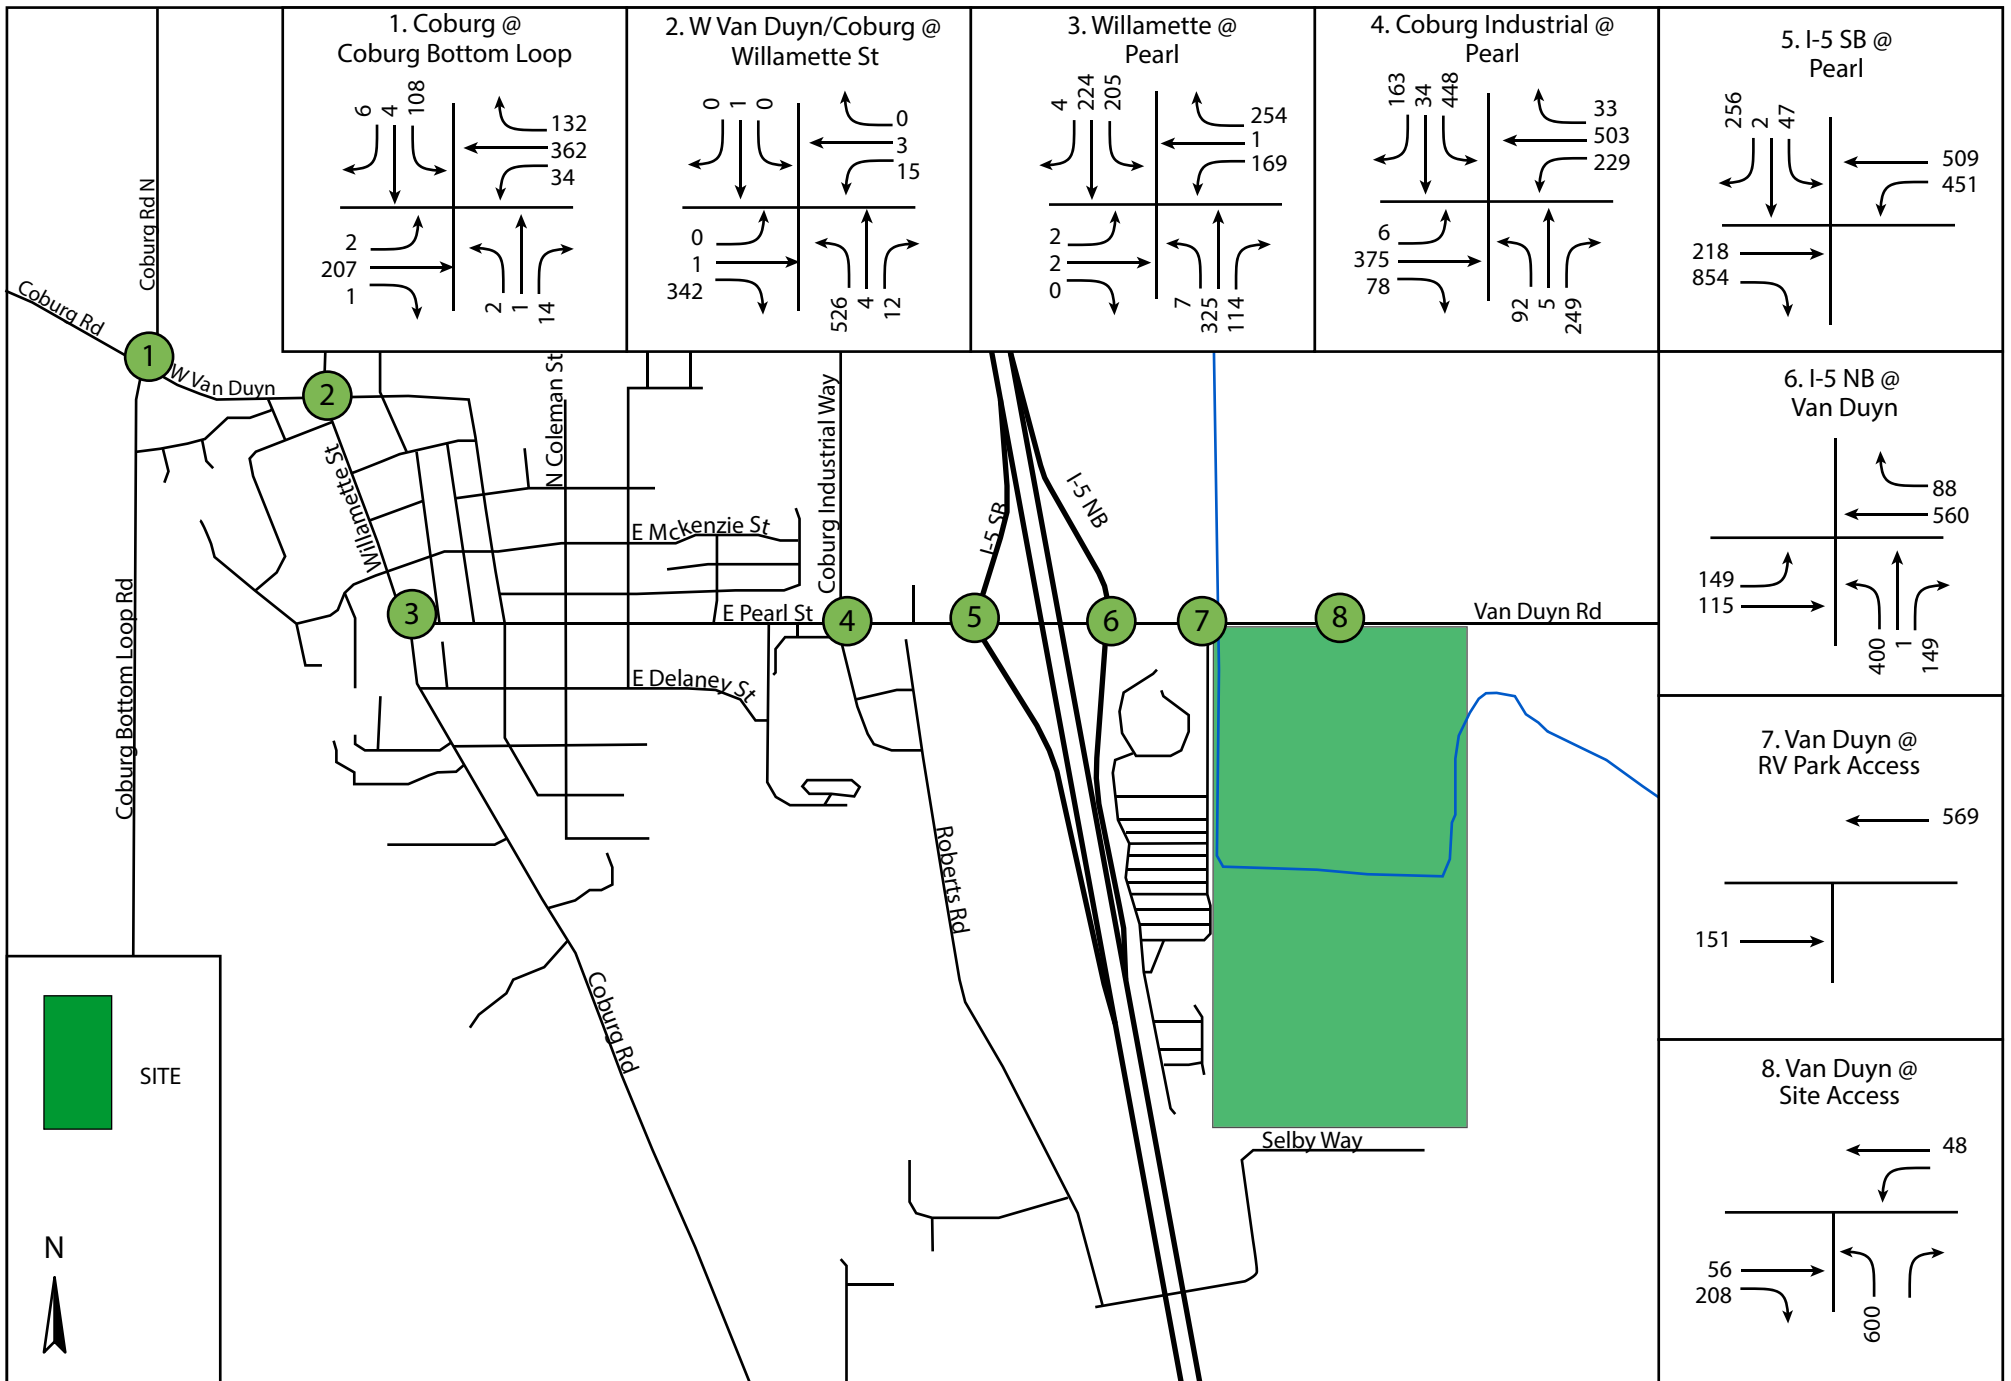 1. Coburg @
Coburg Bottom Loop
6
4
108
132
362
34
2
207
1
2
1
14
2. W Van Duyn/Coburg @
Willamette St
0
1
0
0
3
15
0
1
342
526
4
12
3. Willamette @
Pearl
4
224
205
254
1
169
2
2
0
7
325
114
4. Coburg Industrial @
Pearl
163
34
448
33
503
229
6
375
78
92
5
249
5. I-5 SB @
Pearl
256
2
47
509
451
218
854
6. I-5 NB @
Van Duyn
88
560
149
115
400
1
149
7. Van Duyn @
RV Park Access
569
151
8. Van Duyn @
Site Access
48
56
208
600
Coburg Rd N
Coburg Rd
1
W Van Duyn
2
Willamette St
N Coleman St
Coburg Industrial Way
I-5 SB
I-5 NB
E Mckenzie St
Coburg Bottom Loop Rd
3
E Pearl St
4
5
6
7
8
Van Duyn Rd
E Delaney St
Roberts Rd
Coburg Rd
Selby Way
SITE
N